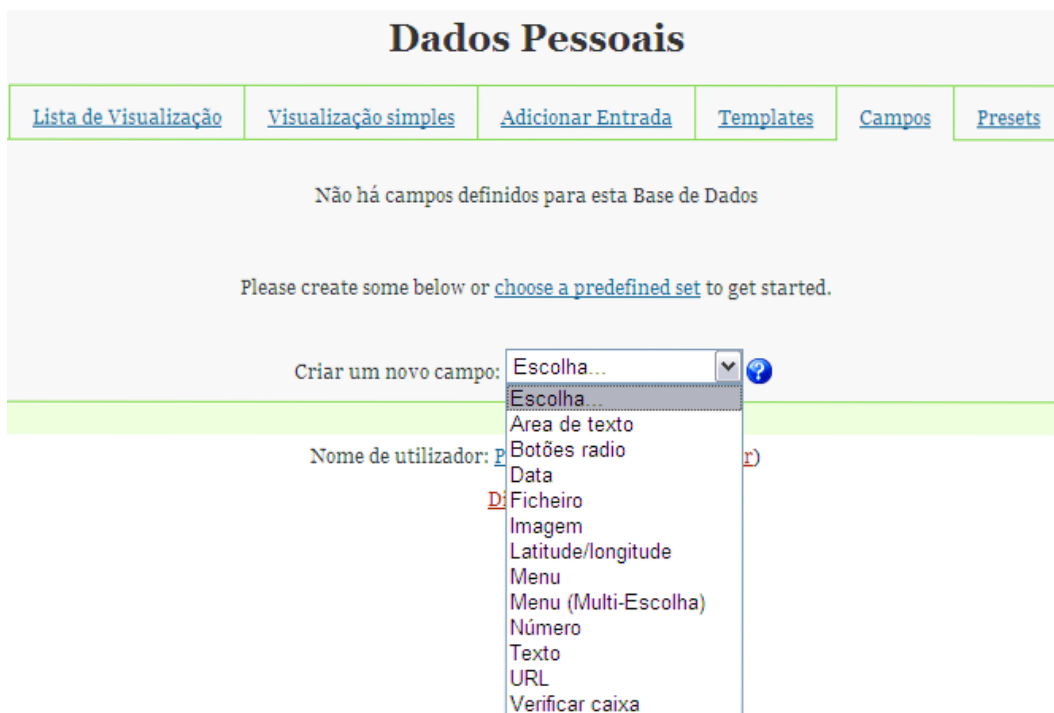 Dados Pessoais
Lista de Visualização Visualização simples Adicionar Entrada Templates Campos Presets
Não há campos definidos para esta Base de Dados
Please create some below or choose a predefined set to get started.
Criar um novo campo: Escolha...
Escolha...
Area de texto
Nome de utilizador: P Botões radio r)
Data
Di Ficheiro
Imagem
Latitude/longitude
Menu
Menu (Multi-Escolha)
Número
Texto
URL
Verificar caixa